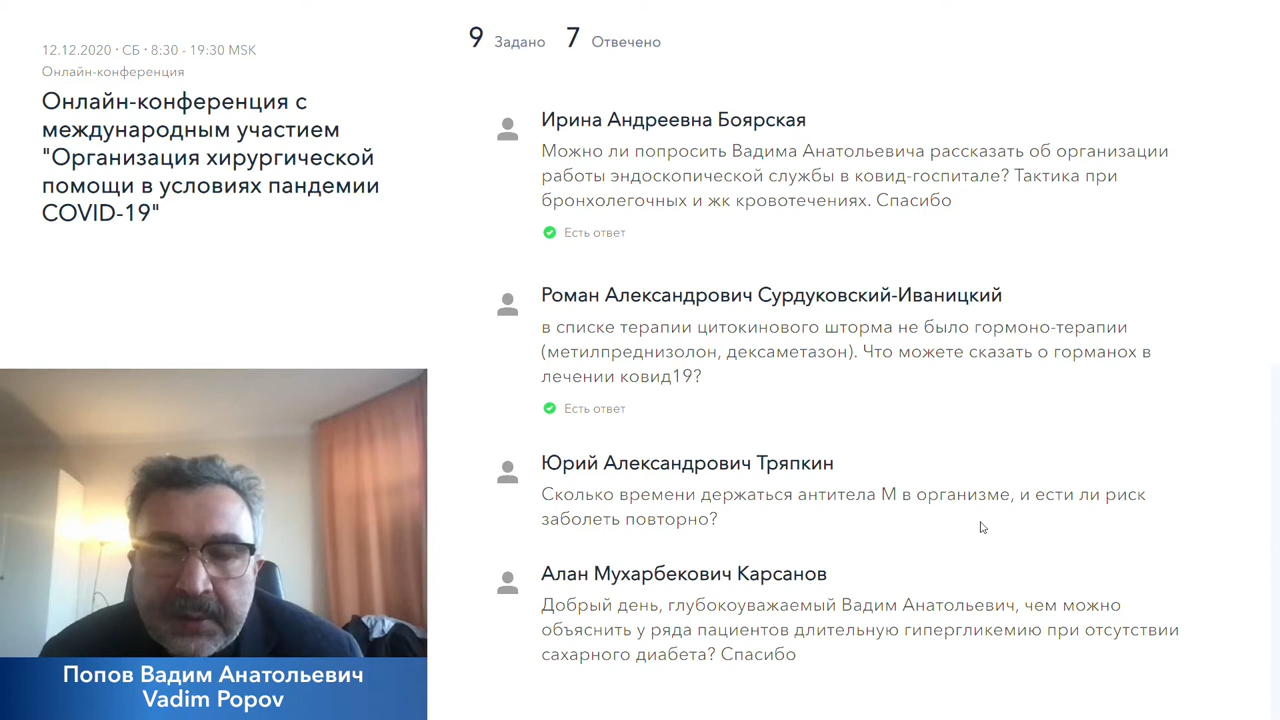 12.12.2020 · СБ · 8:30 - 19:30 MSK
Онлайн-конференция
Онлайн-конференция с
международным участием
"Организация хирургической
помощи в условиях пандемии
COVID-19"
9 Задано 7 Отвечено
Ирина Андреевна Боярская
Можно ли попросить Вадима Анатольевича рассказать об организации
работы эндоскопической службы в ковид-госпитале? Тактика при
бронхолегочных и жк кровотечениях. Спасибо
Есть ответ
Роман Александрович Сурдуковский-Иваницкий
в списке терапии цитокинового шторма не было гормоно-терапии
(метилпреднизолон, дексаметазон). Что можете сказать о горманох в
лечении ковид19?
Есть ответ
Юрий Александрович Тряпкин
Сколько времени держаться антитела М в организме, и ести ли риск
заболеть повторно?
Алан Мухарбекович Карсанов
Добрый день, глубокоуважаемый Вадим Анатольевич, чем можно
объяснить у ряда пациентов длительную гипергликемию при отсутствии
сахарного диабета? Спасибо
Попов Вадим Анатольевич
Vadim Popov